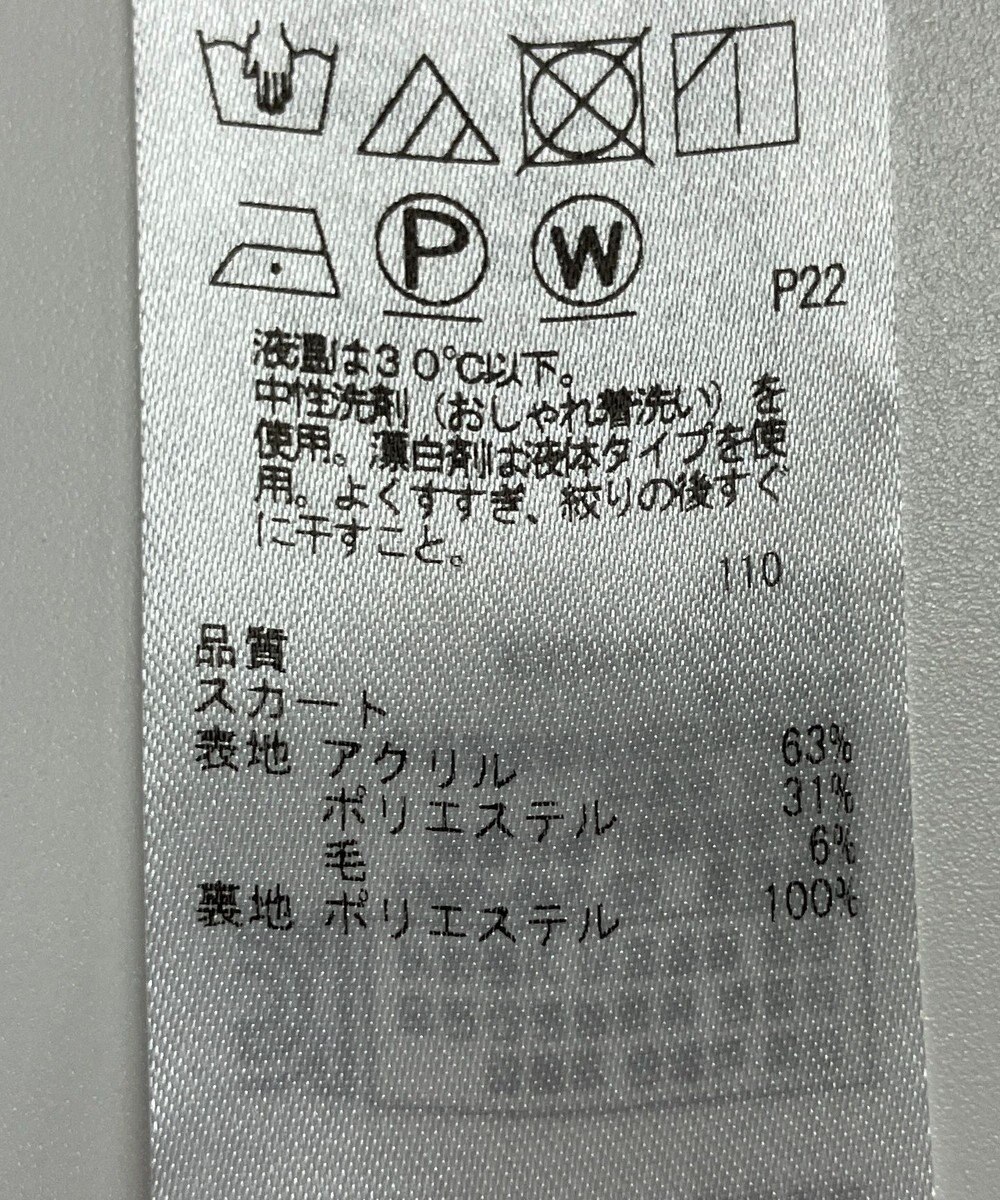 P W P22
液温は30℃以下。
中性洗剤（おしゃれ着洗い）を
使用。漂白剤は液体タイプを使
用。よくすすぎ、絞りの後すぐ
に干すこと。
110
品質
スカート
表地 アクリル 63%
ポリエステル 31%
毛 6%
裏地 ポリエステル 100%